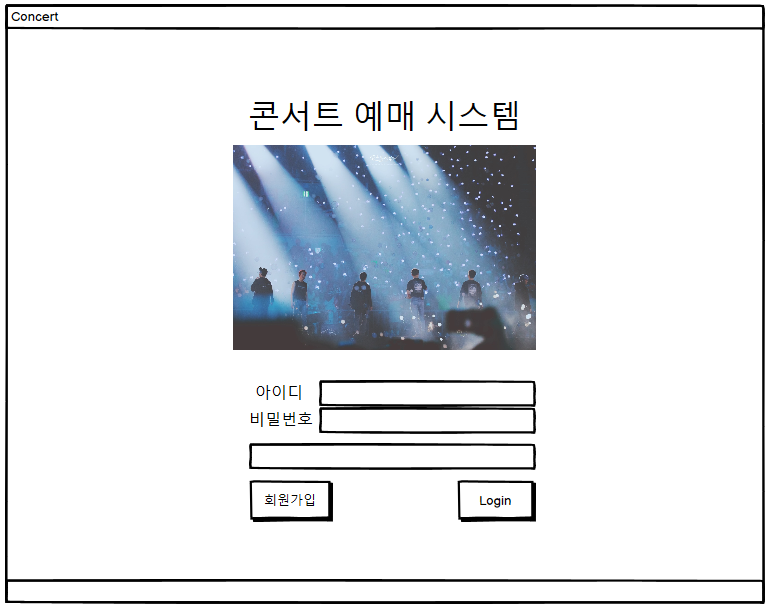 Concert
콘서트 예매 시스템
아이디
비밀번호
회원가입
Login